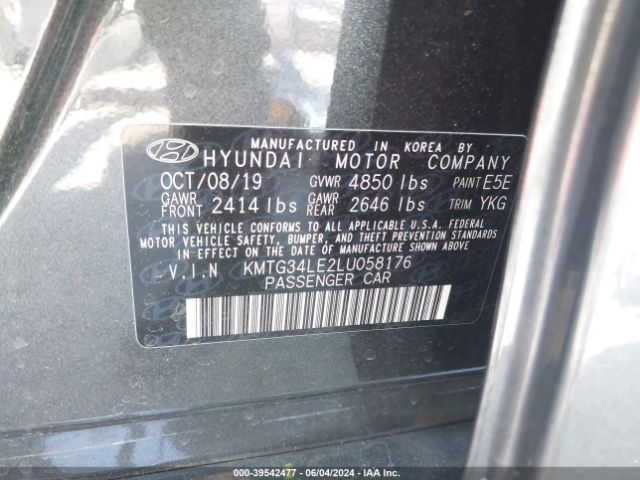 MANUFACTURED IN KOREA BY
HYUNDAI MOTOR COMPANY
OCT/08/19 GVWR 4850 lbs PAINT E5E
GAWR FRONT 2414 lbs GAWR REAR 2646 lbs TRIM YKG
THIS VEHICLE CONFORMS TO ALL APPLICABLE U.S.A. FEDERAL
MOTOR VEHICLE SAFETY, BUMPER, AND THEFT PREVENTION STANDARDS
IN EFFECT ON THE DATE OF MANUFACTURE SHOWN ABOVE.
V.I.N KMTG34LE2LU058176
PASSENGER CAR
000-39542477 - 06/04/2024 - IAA Inc.